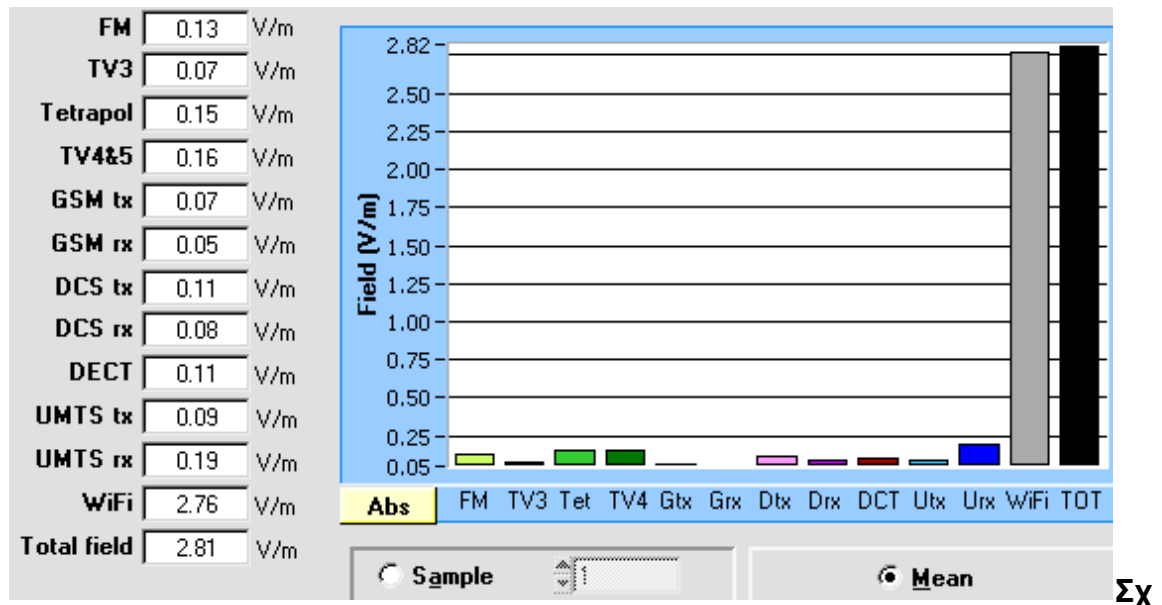 FM 0.13 V/m
TV3 0.07 V/m
Tetrapol 0.15 V/m
TV4&5 0.16 V/m
GSM tx 0.07 V/m
GSM rx 0.05 V/m
DCS tx 0.11 V/m
DCS rx 0.08 V/m
DECT 0.11 V/m
UMTS tx 0.09 V/m
UMTS rx 0.19 V/m
WiFi 2.76 V/m
Total field 2.81 V/m
Field (V/m)
2.82
2.50
2.25
2.00
1.75
1.50
1.25
1.00
0.75
0.50
0.25
0.05
Abs FM TV3 Tet TV4 Gtx Grx Dtx Drx DCT Utx Urx WiFi TOT
Sample 1 Mean
Σχ